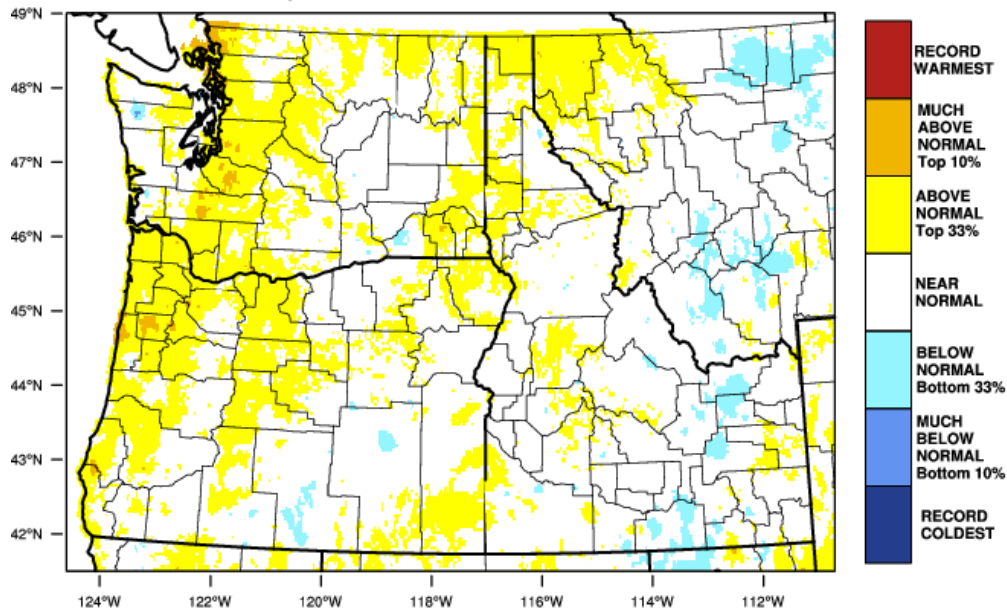 49°N
48°N
47°N
46°N
45°N
44°N
43°N
42°N
124°W
122°W
120°W
118°W
116°W
114°W
112°W
RECORD
WARMEST
MUCH
ABOVE
NORMAL
Top 10%
ABOVE
NORMAL
Top 33%
NEAR
NORMAL
BELOW
NORMAL
Bottom 33%
MUCH
BELOW
NORMAL
Bottom 10%
RECORD
COLDEST